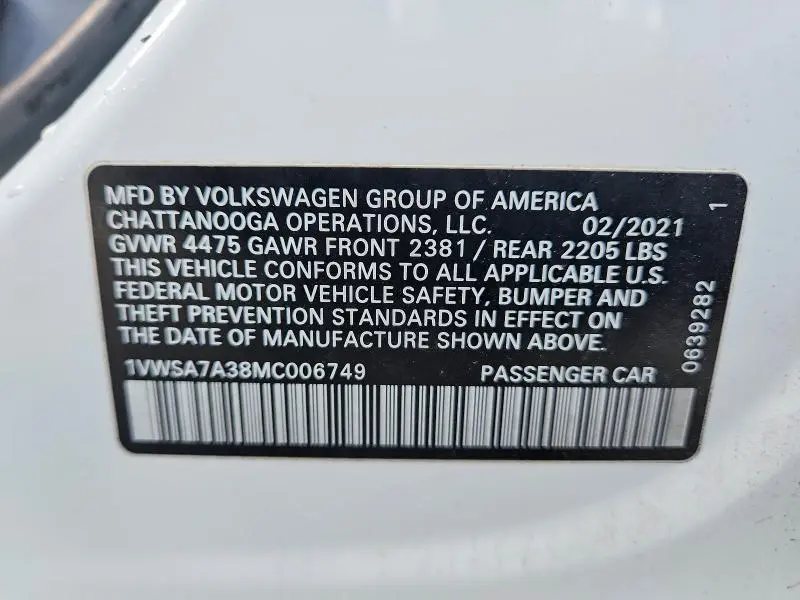 MFD BY VOLKSWAGEN GROUP OF AMERICA
CHATTANOOGA OPERATIONS, LLC. 02/2021
GVWR 4475 GAWR FRONT 2381 / REAR 2205 LBS
THIS VEHICLE CONFORMS TO ALL APPLICABLE U.S.
FEDERAL MOTOR VEHICLE SAFETY, BUMPER AND
THEFT PREVENTION STANDARDS IN EFFECT ON
THE DATE OF MANUFACTURE SHOWN ABOVE.
1VWSA7A38MC006749 PASSENGER CAR
0639282 1